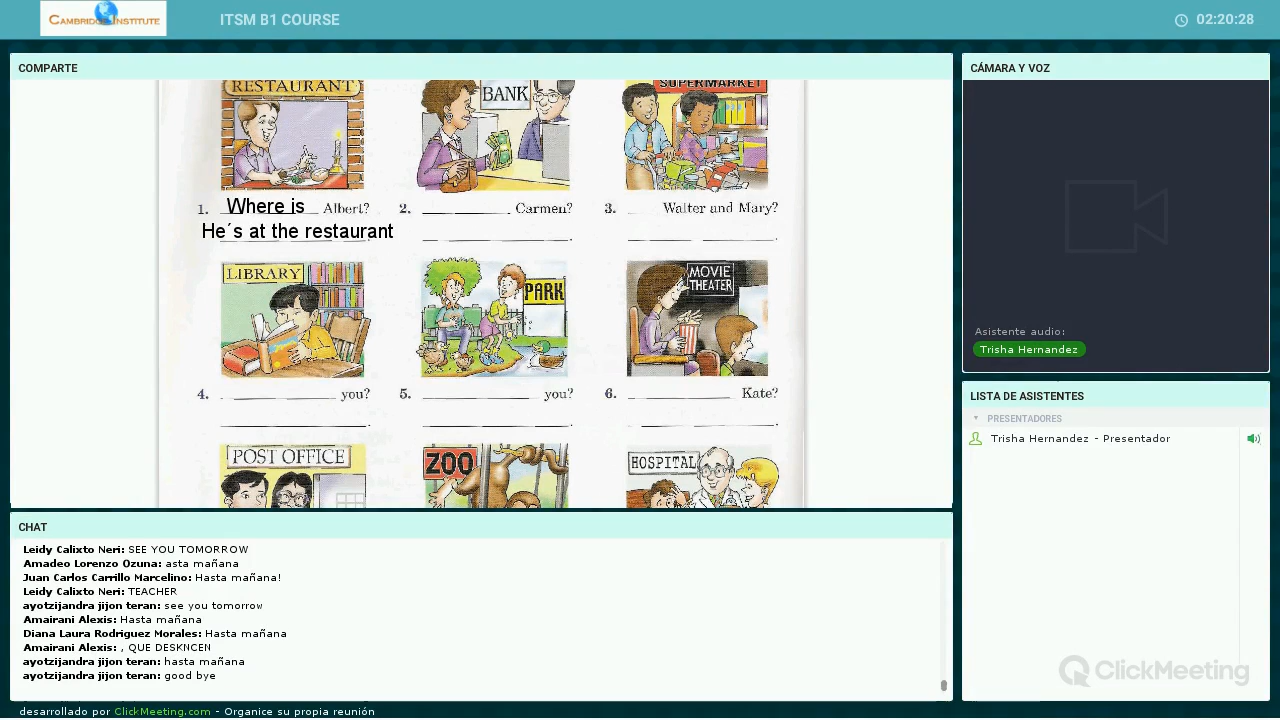 CAMBRIDGE INSTITUTE
ITSM B1 COURSE
02:20:28
COMPARTE
RESTAURANT
BANK
SUPERMARKET
1. Where is Albert?
2. Carmen?
3. Walter and Mary?
He´s at the restaurant
LIBRARY
PARK
MOVIE
THEATER
4. you?
5. you?
6. Kate?
POST OFFICE
ZOO
HOSPITAL
CÁMARA Y VOZ
Asistente audio:
Trisha Hernandez
LISTA DE ASISTENTES
PRESENTADORES
Trisha Hernandez - Presentador
ClickMeeting
CHAT
Leidy Calixto Neri: SEE YOU TOMORROW
Amadeo Lorenzo Ozuna: asta mañana
Juan Carlos Carrillo Marcelino: Hasta mañana!
Leidy Calixto Neri: TEACHER
ayotzijandra jijon teran: see you tomorrow
Amairani Alexis: Hasta mañana
Diana Laura Rodriguez Morales: Hasta mañana
Amairani Alexis: , QUE DESKNCEN
ayotzijandra jijon teran: hasta mañana
ayotzijandra jijon teran: good bye
desarrollado por ClickMeeting.com - Organice su propia reunión